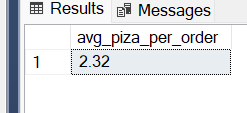 Results Messages
avg_piza_per_order
1 2.32